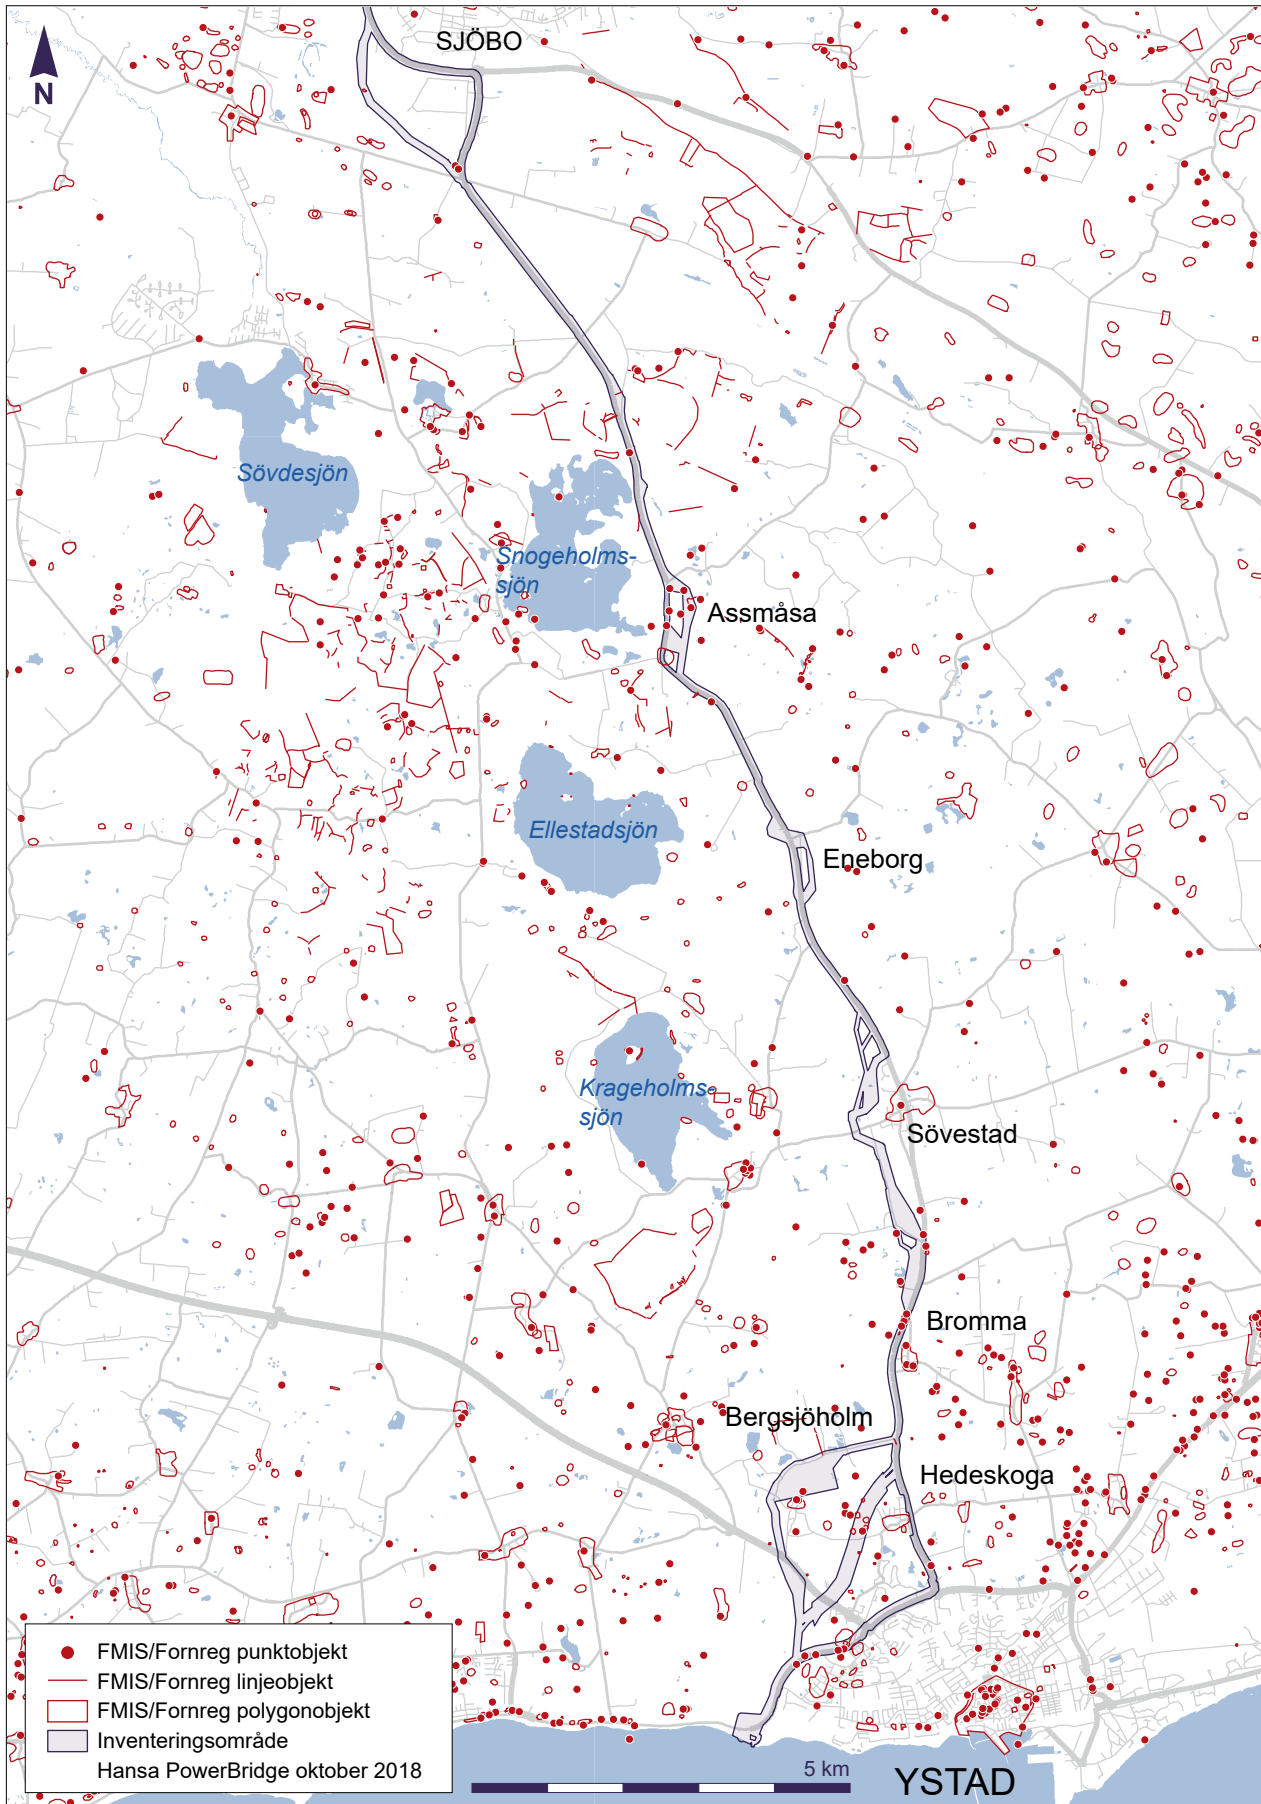 SJÖBO
N
Sövdesjön
Snogeholms-
sjön
Assmåsa
Ellestadsjön
Eneborg
Krageholms-
sjön
Sövestad
Bromma
Bergsjöholm
Hedeskoga
FMIS/Fornreg punktobjekt
FMIS/Fornreg linjeobjekt
FMIS/Fornreg polygonobjekt
Inventeringsområde
Hansa PowerBridge oktober 2018
5 km
YSTAD